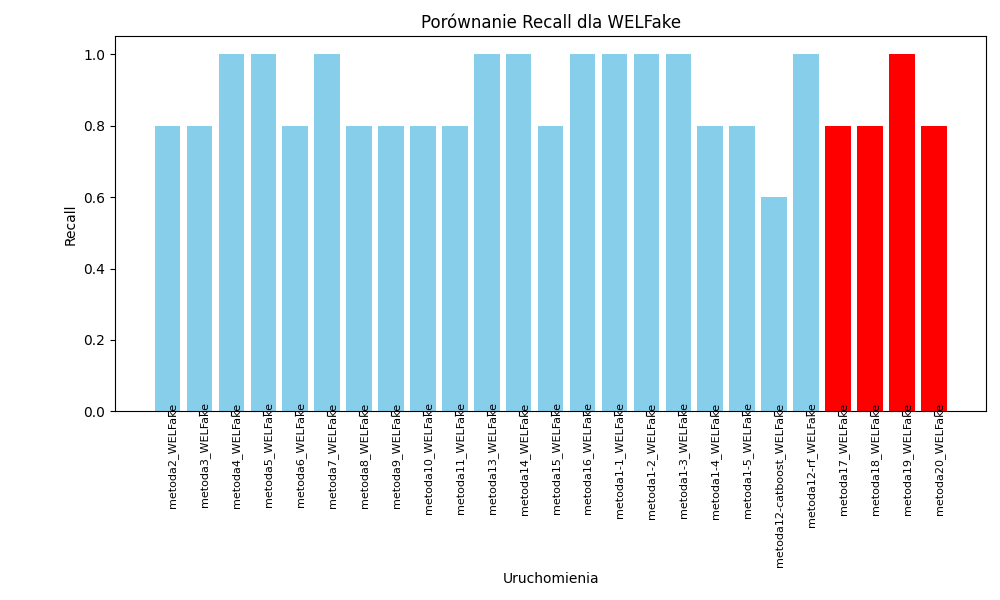 Porównanie Recall dla WELFake
1.0
0.8
0.6
0.4
0.2
0.0
Recall
metoda2_WELFake
metoda3_WELFake
metoda4_WELFake
metoda5_WELFake
metoda6_WELFake
metoda7_WELFake
metoda8_WELFake
metoda9_WELFake
metoda10_WELFake
metoda11_WELFake
metoda13_WELFake
metoda14_WELFake
metoda15_WELFake
metoda16_WELFake
metoda1-1_WELFake
metoda1-2_WELFake
metoda1-3_WELFake
metoda1-4_WELFake
metoda1-5_WELFake
metoda12-catboost_WELFake
metoda12-rf_WELFake
metoda17_WELFake
metoda18_WELFake
metoda19_WELFake
metoda20_WELFake
Uruchomienia